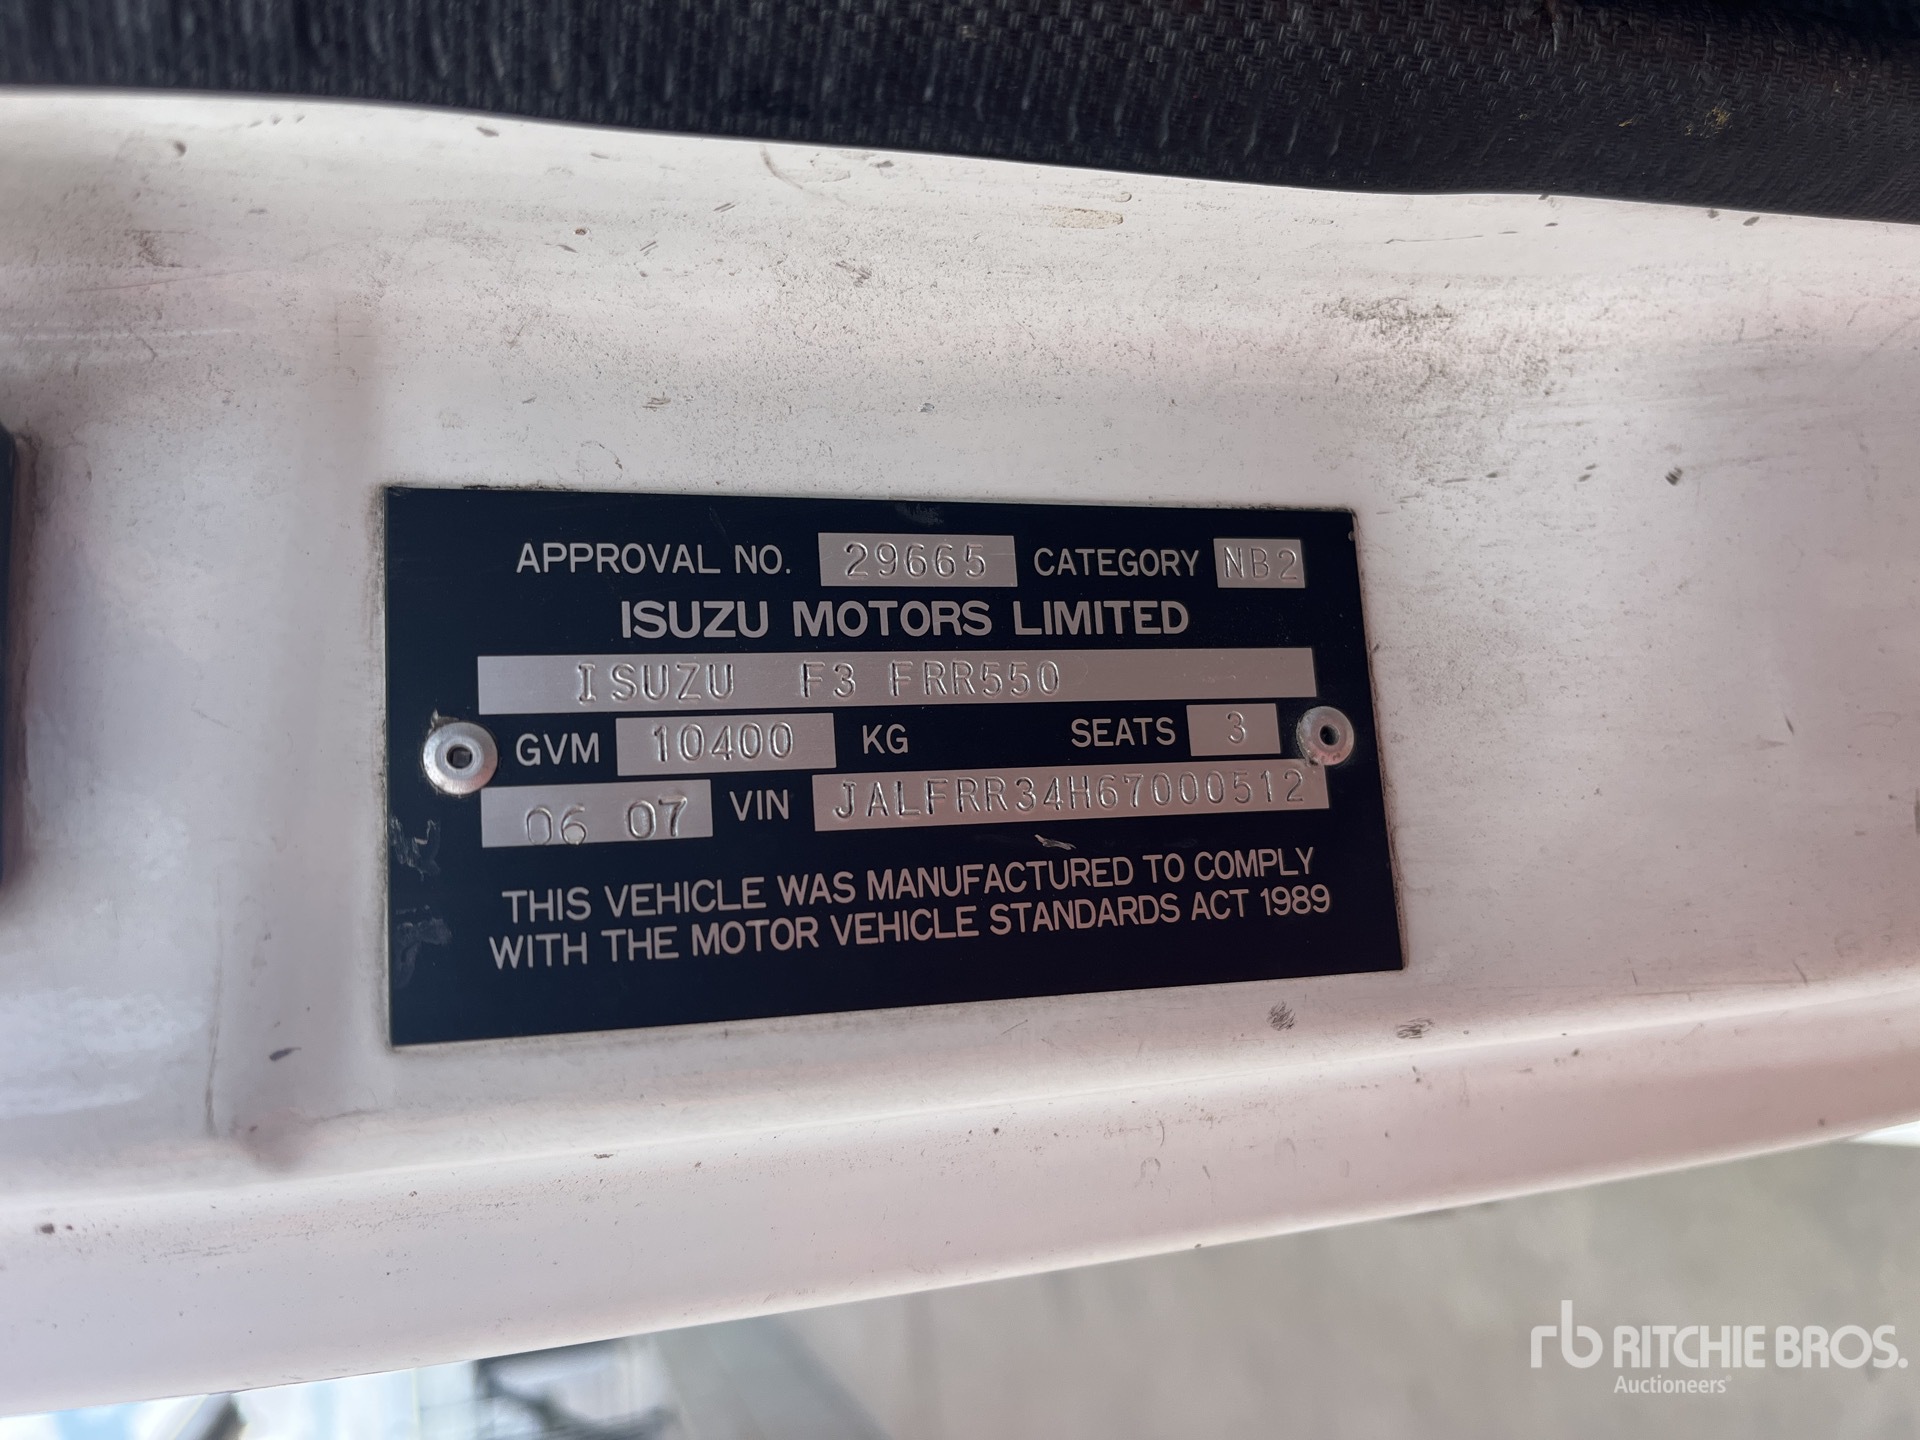 APPROVAL NO. 29665 CATEGORY NB2
ISUZU MOTORS LIMITED
ISUZU F3 FRR550
GVM 10400 KG SEATS 3
06 07 VIN JALFRR34H67000512
THIS VEHICLE WAS MANUFACTURED TO COMPLY
WITH THE MOTOR VEHICLE STANDARDS ACT 1989
rb RITCHIE BROS.
Auctioneers